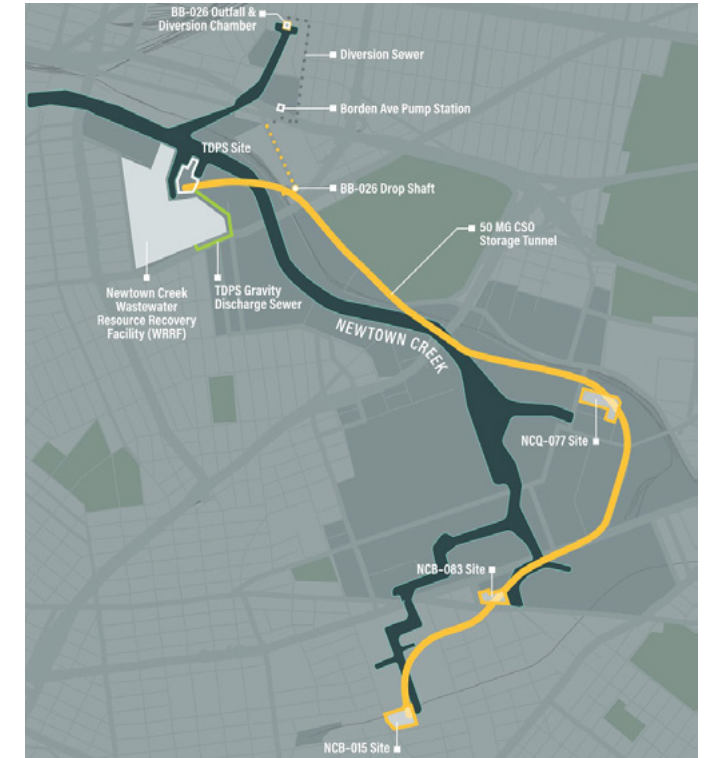 BB-026 Outfall &
Diversion Chamber
Diversion Sewer
Borden Ave Pump Station
TDPS Site
BB-026 Drop Shaft
50 MG CSO
Storage Tunnel
Newtown Creek
Wastewater
Resource Recovery
Facility (WRRF)
TDPS Gravity
Discharge Sewer
NEWTOWN CREEK
NCQ-077 Site
NCB-083 Site
NCB-015 Site